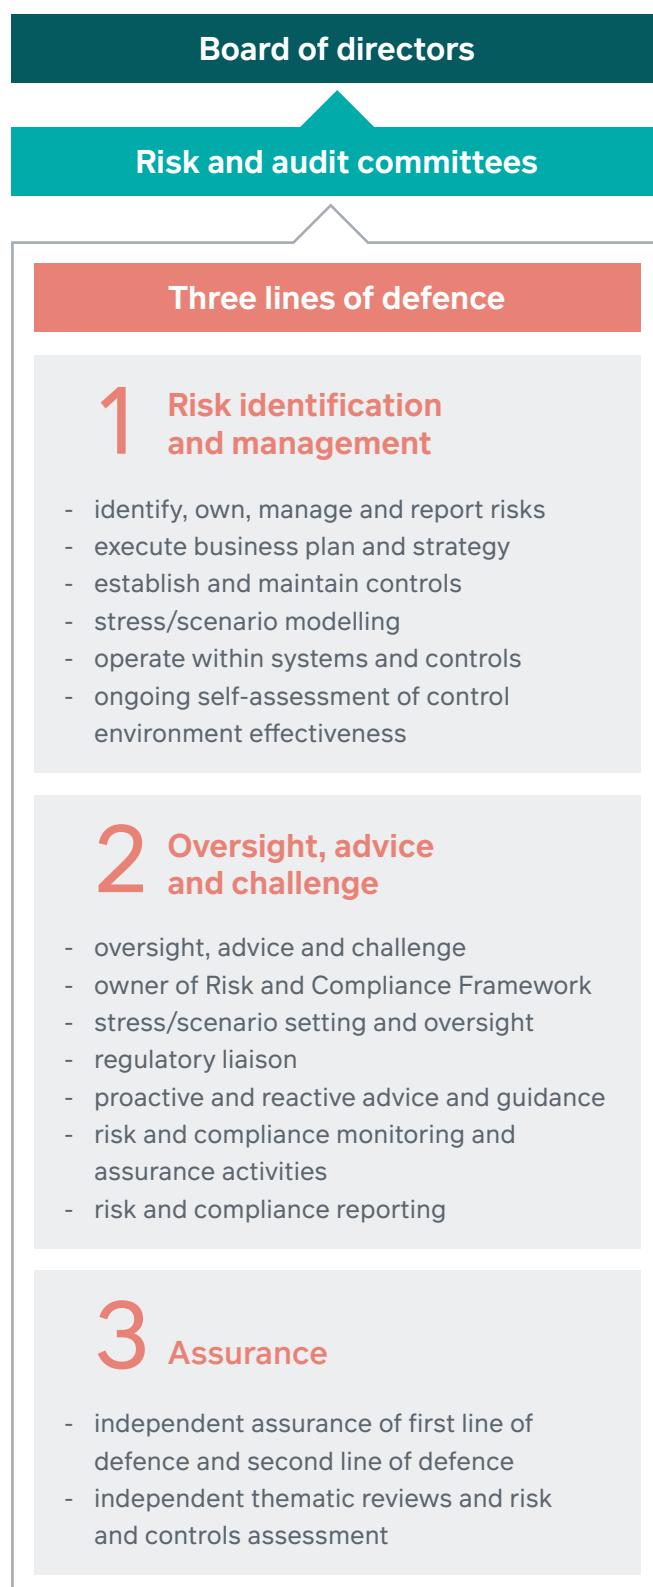 Board of directors
Risk and audit committees
Three lines of defence
1 Risk identification
and management
- identify, own, manage and report risks
- execute business plan and strategy
- establish and maintain controls
- stress/scenario modelling
- operate within systems and controls
- ongoing self-assessment of control
environment effectiveness
2 Oversight, advice
and challenge
- oversight, advice and challenge
- owner of Risk and Compliance Framework
- stress/scenario setting and oversight
- regulatory liaison
- proactive and reactive advice and guidance
- risk and compliance monitoring and
assurance activities
- risk and compliance reporting
3 Assurance
- independent assurance of first line of
defence and second line of defence
- independent thematic reviews and risk
and controls assessment